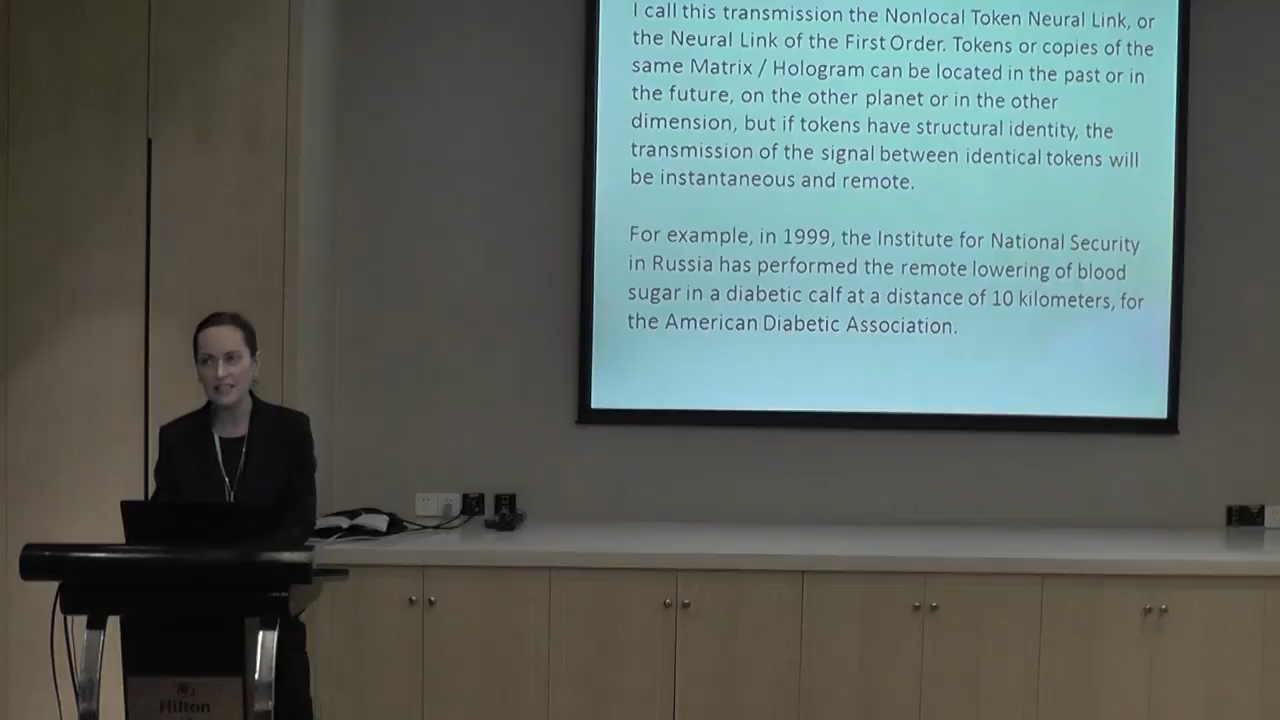 I call this transmission the Nonlocal Token Neural Link, or
the Neural Link of the First Order. Tokens or copies of the
same Matrix / Hologram can be located in the past or in
the future, on the other planet or in the other
dimension, but if tokens have structural identity, the
transmission of the signal between identical tokens will
be instantaneous and remote.
For example, in 1999, the Institute for National Security
in Russia has performed the remote lowering of blood
sugar in a diabetic calf at a distance of 10 kilometers, for
the American Diabetic Association.
Hilton